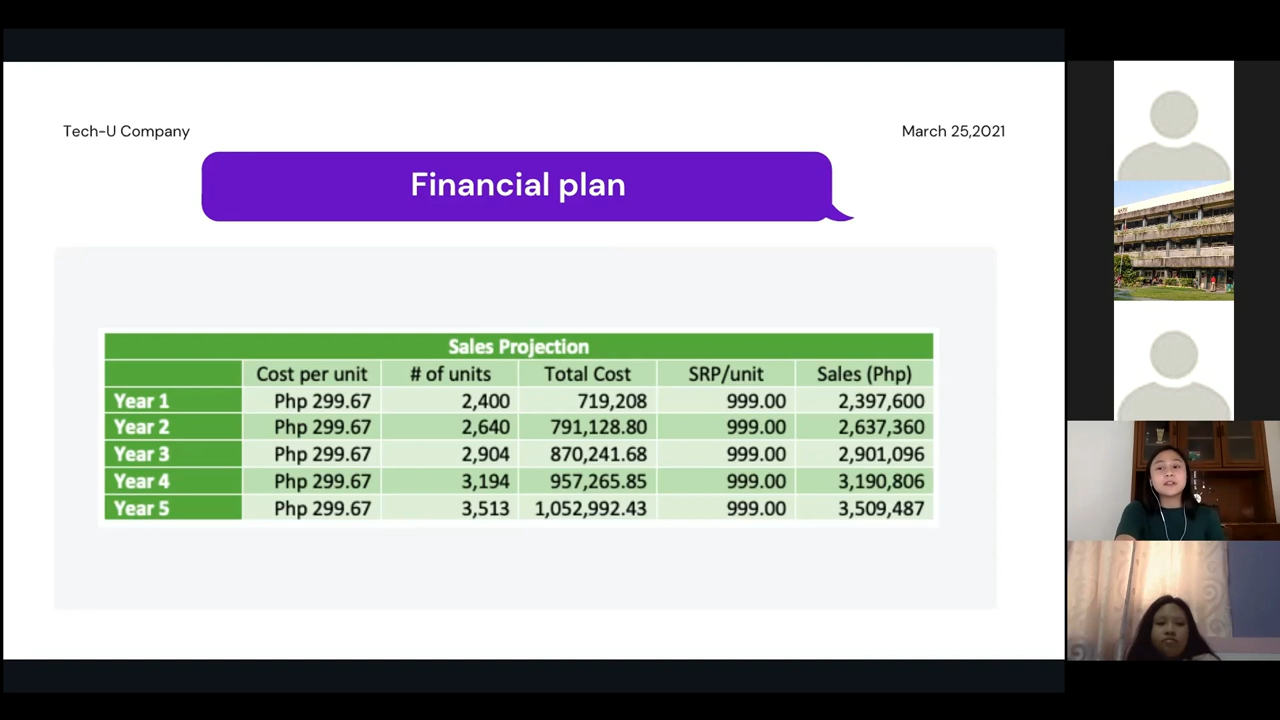 Tech-U Company
March 25,2021
Financial plan
Sales Projection
Cost per unit # of units Total Cost SRP/unit Sales (Php)
Year 1 Php 299.67 2,400 719,208 999.00 2,397,600
Year 2 Php 299.67 2,640 791,128.80 999.00 2,637,360
Year 3 Php 299.67 2,904 870,241.68 999.00 2,901,096
Year 4 Php 299.67 3,194 957,265.85 999.00 3,190,806
Year 5 Php 299.67 3,513 1,052,992.43 999.00 3,509,487